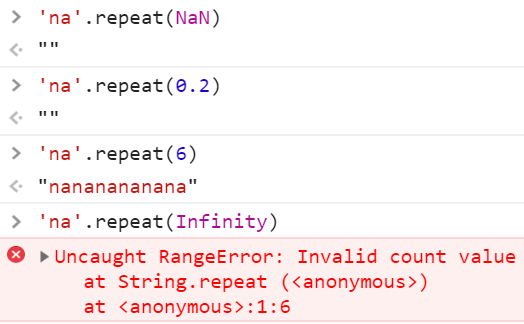 > 'na'.repeat(NaN)
<· ""
> 'na'.repeat(0.2)
<· ""
> 'na'.repeat(6)
<· "nananananana"
> 'na'.repeat(Infinity)
▶Uncaught RangeError: Invalid count value
at String.repeat (<anonymous>)
at <anonymous>:1:6